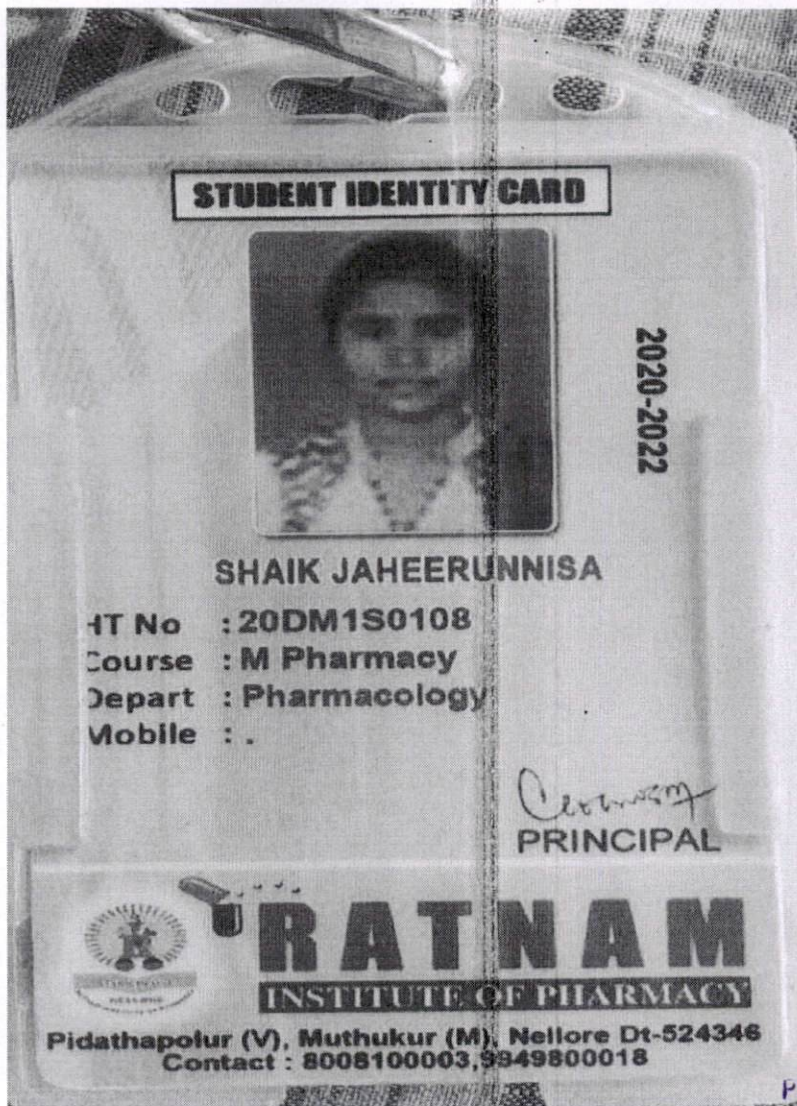 STUDENT IDENTITY CARD
2020-2022
SHAIK JAHEERUNNISA
HT No : 20DM1S0108
Course : M Pharmacy
Depart : Pharmacology
Mobile : .
PRINCIPAL
RATNAM
INSTITUTE OF PHARMACY
Pidathapolur (V), Muthukur (M), Nellore Dt-524346
Contact : 8008100003,9949800018
P